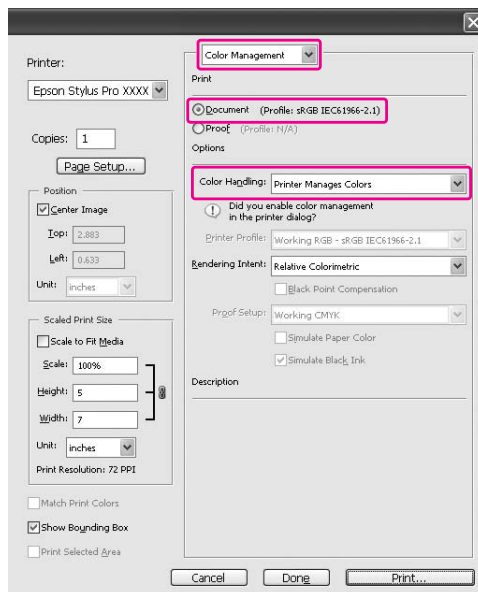 Printer:
Epson Stylus Pro XXXX
Copies: 1
Page Setup...
Position
Center Image
Top: 2.883
Left: 0.633
Unit: inches
Scaled Print Size
Scale to Fit Media
Scale: 100%
Height: 5
Width: 7
Unit: inches
Print Resolution: 72 PPI
Match Print Colors
Show Bounding Box
Print Selected Area
Color Management
Print
Document (Profile: sRGB IEC61966-2.1)
Proof (Profile: N/A)
Options
Color Handling: Printer Manages Colors
Did you enable color management
in the printer dialog?
Printer Profile: Working RGB - sRGB IEC61966-2.1
Rendering Intent: Relative Colorimetric
Black Point Compensation
Proof Setup: Working CMYK
Simulate Paper Color
Simulate Black Ink
Description
Cancel Done Print...